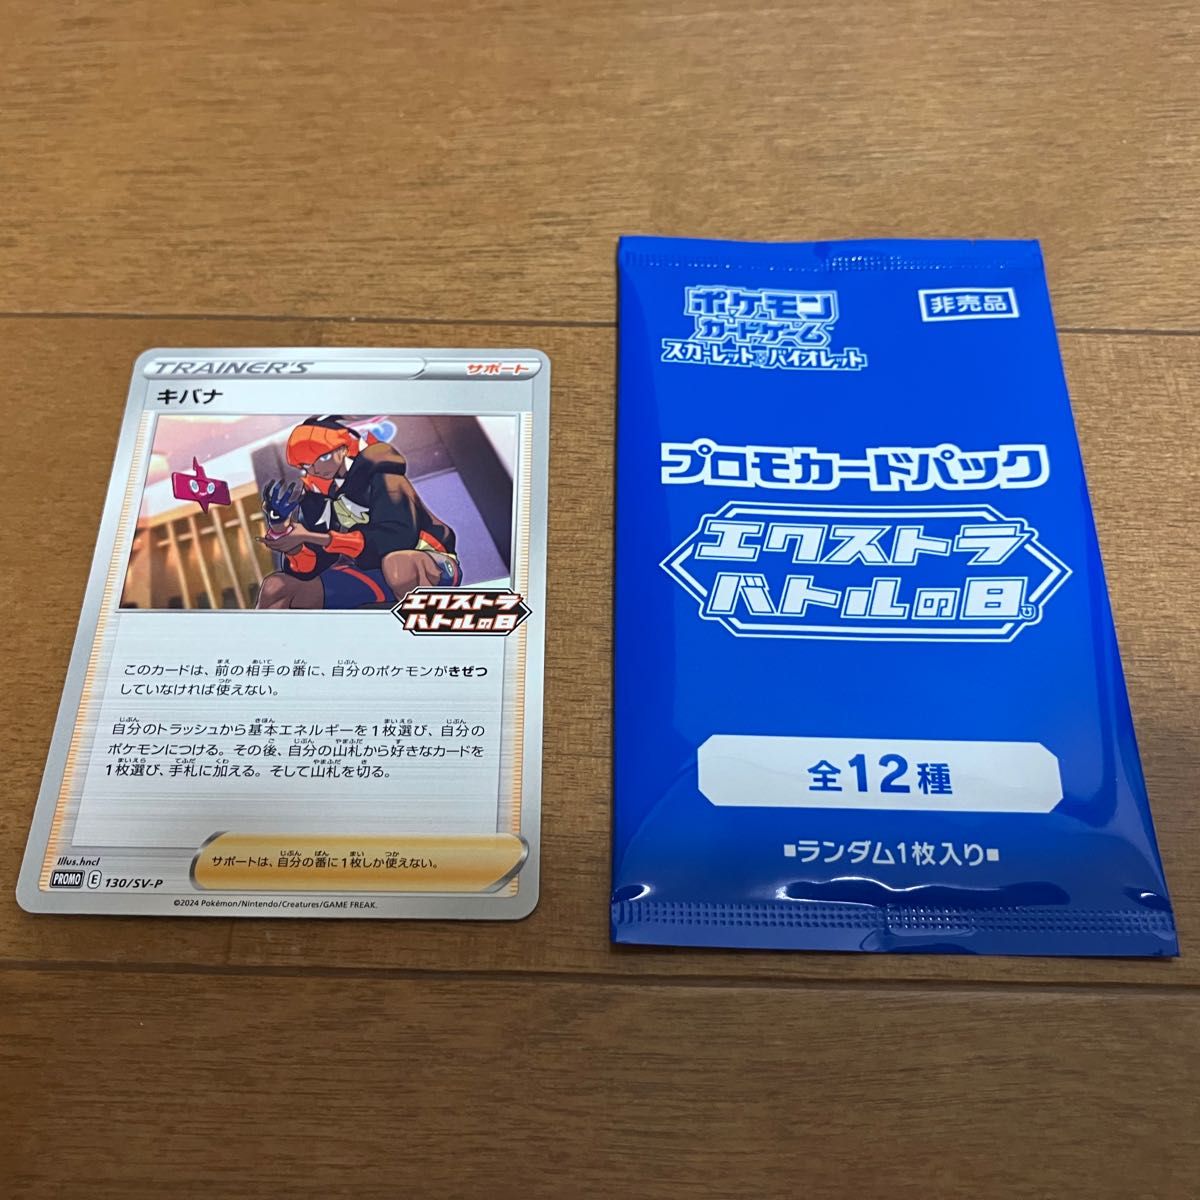 TRAINER'S
サポート
キバナ
エクストラ
バトルの日
このカードは、前の相手の番に、自分のポケモンがきぜつ
していなければ使えない。
自分のトラッシュから基本エネルギーを1枚選び、自分の
ポケモンにつける。その後、自分の山札から好きなカードを
1枚選び、手札に加える。そして山札を切る。
Illus.hncl
PROMO E 130/SV-P
サポートは、自分の番に1枚しか使えない。
©2024 Pokémon/Nintendo/Creatures/GAME FREAK.
ポケモン
カードゲーム
スカーレット&バイオレット
非売品
プロモカードパック
エクストラ
バトルの日
全12種
■ランダム1枚入り■